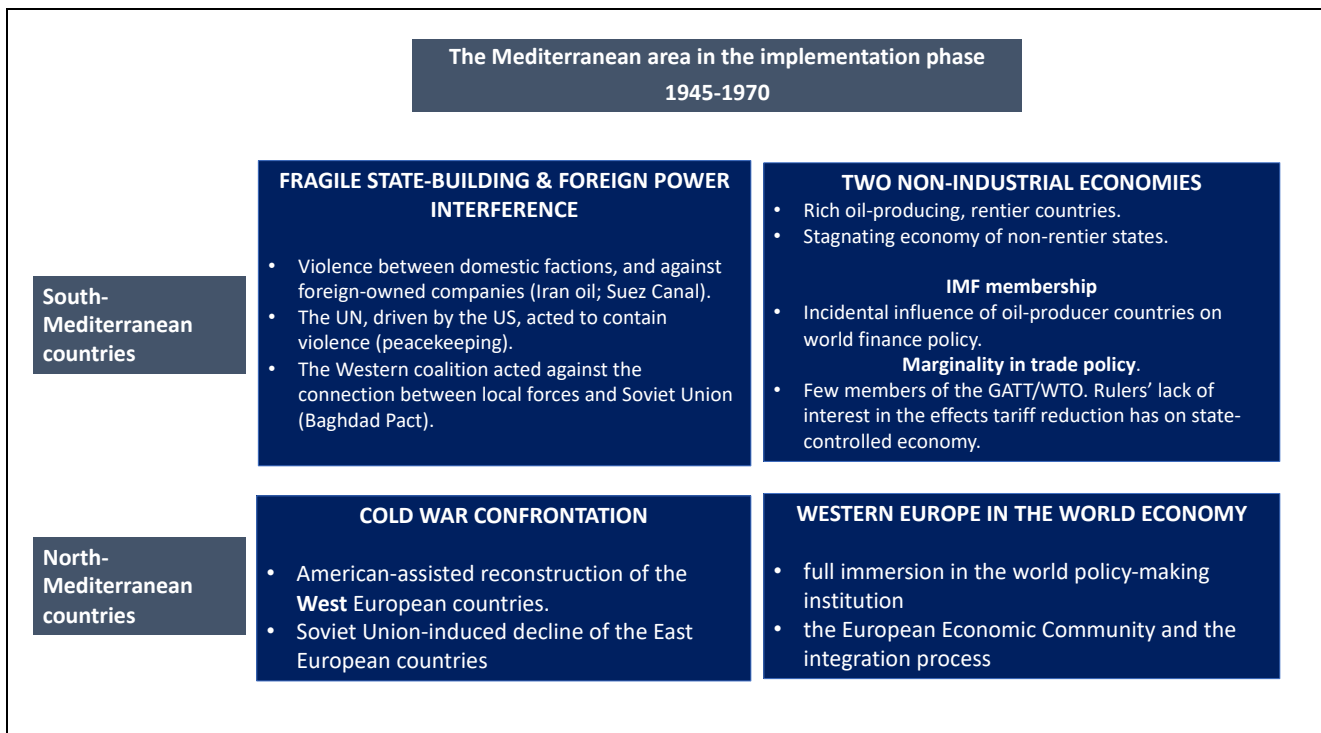 The Mediterranean area in the implementation phase
1945-1970
South-
Mediterranean
countries
FRAGILE STATE-BUILDING & FOREIGN POWER
INTERFERENCE
• Violence between domestic factions, and against
foreign-owned companies (Iran oil; Suez Canal).
• The UN, driven by the US, acted to contain
violence (peacekeeping).
• The Western coalition acted against the
connection between local forces and Soviet Union
(Baghdad Pact).
TWO NON-INDUSTRIAL ECONOMIES
• Rich oil-producing, rentier countries.
• Stagnating economy of non-rentier states.
IMF membership
• Incidental influence of oil-producer countries on
world finance policy.
Marginality in trade policy.
• Few members of the GATT/WTO. Rulers’ lack of
interest in the effects tariff reduction has on state-
controlled economy.
North-
Mediterranean
countries
COLD WAR CONFRONTATION
• American-assisted reconstruction of the
West European countries.
• Soviet Union-induced decline of the East
European countries
WESTERN EUROPE IN THE WORLD ECONOMY
• full immersion in the world policy-making
institution
• the European Economic Community and the
integration process